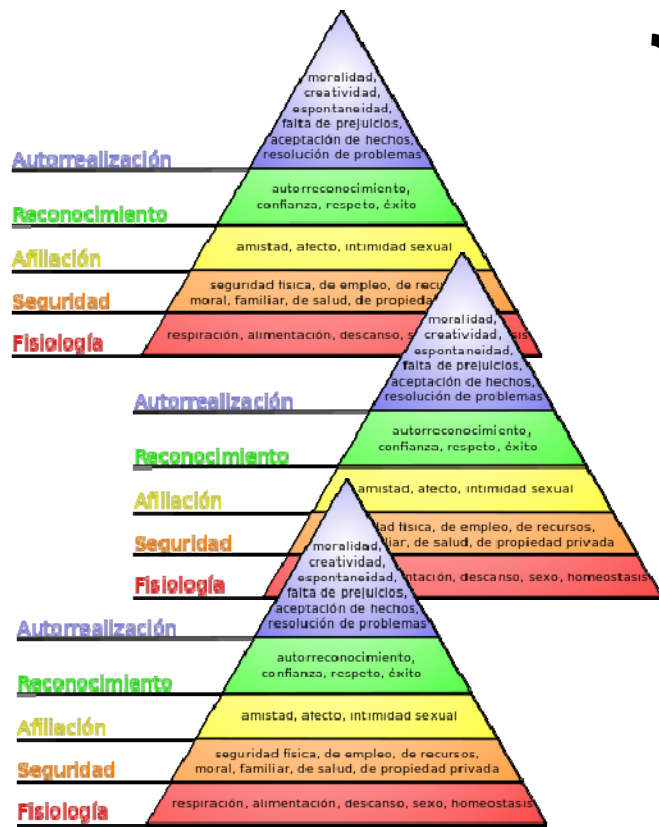 moralidad,
creatividad,
espontaneidad,
falta de prejuicios,
aceptación de hechos,
resolución de problemas
Autorrealización
autorreconocimiento,
confianza, respeto, éxito
Reconocimiento
amistad, afecto, intimidad sexual
Afiliación
seguridad física, de empleo, de
moral, familiar, de salud, de
Seguridad
respiración, alimentación, descanso,
Fisiología
moralidad,
creatividad,
espontaneidad,
falta de prejuicios,
aceptación de hechos,
resolución de problemas
Autorrealización
autorreconocimiento,
confianza, respeto, éxito
Reconocimiento
amistad, afecto, intimidad sexual
Afiliación
física, de empleo, de recursos,
de salud, de propiedad privada
Seguridad
descanso, sexo, homeostasis
Fisiología
moralidad,
creatividad,
espontaneidad,
falta de prejuicios,
aceptación de hechos,
resolución de problemas
Autorrealización
autorreconocimiento,
confianza, respeto, éxito
Reconocimiento
amistad, afecto, intimidad sexual
Afiliación
seguridad física, de empleo, de recursos,
moral, familiar, de salud, de propiedad privada
Seguridad
respiración, alimentación, descanso, sexo, homeostasis
Fisiología